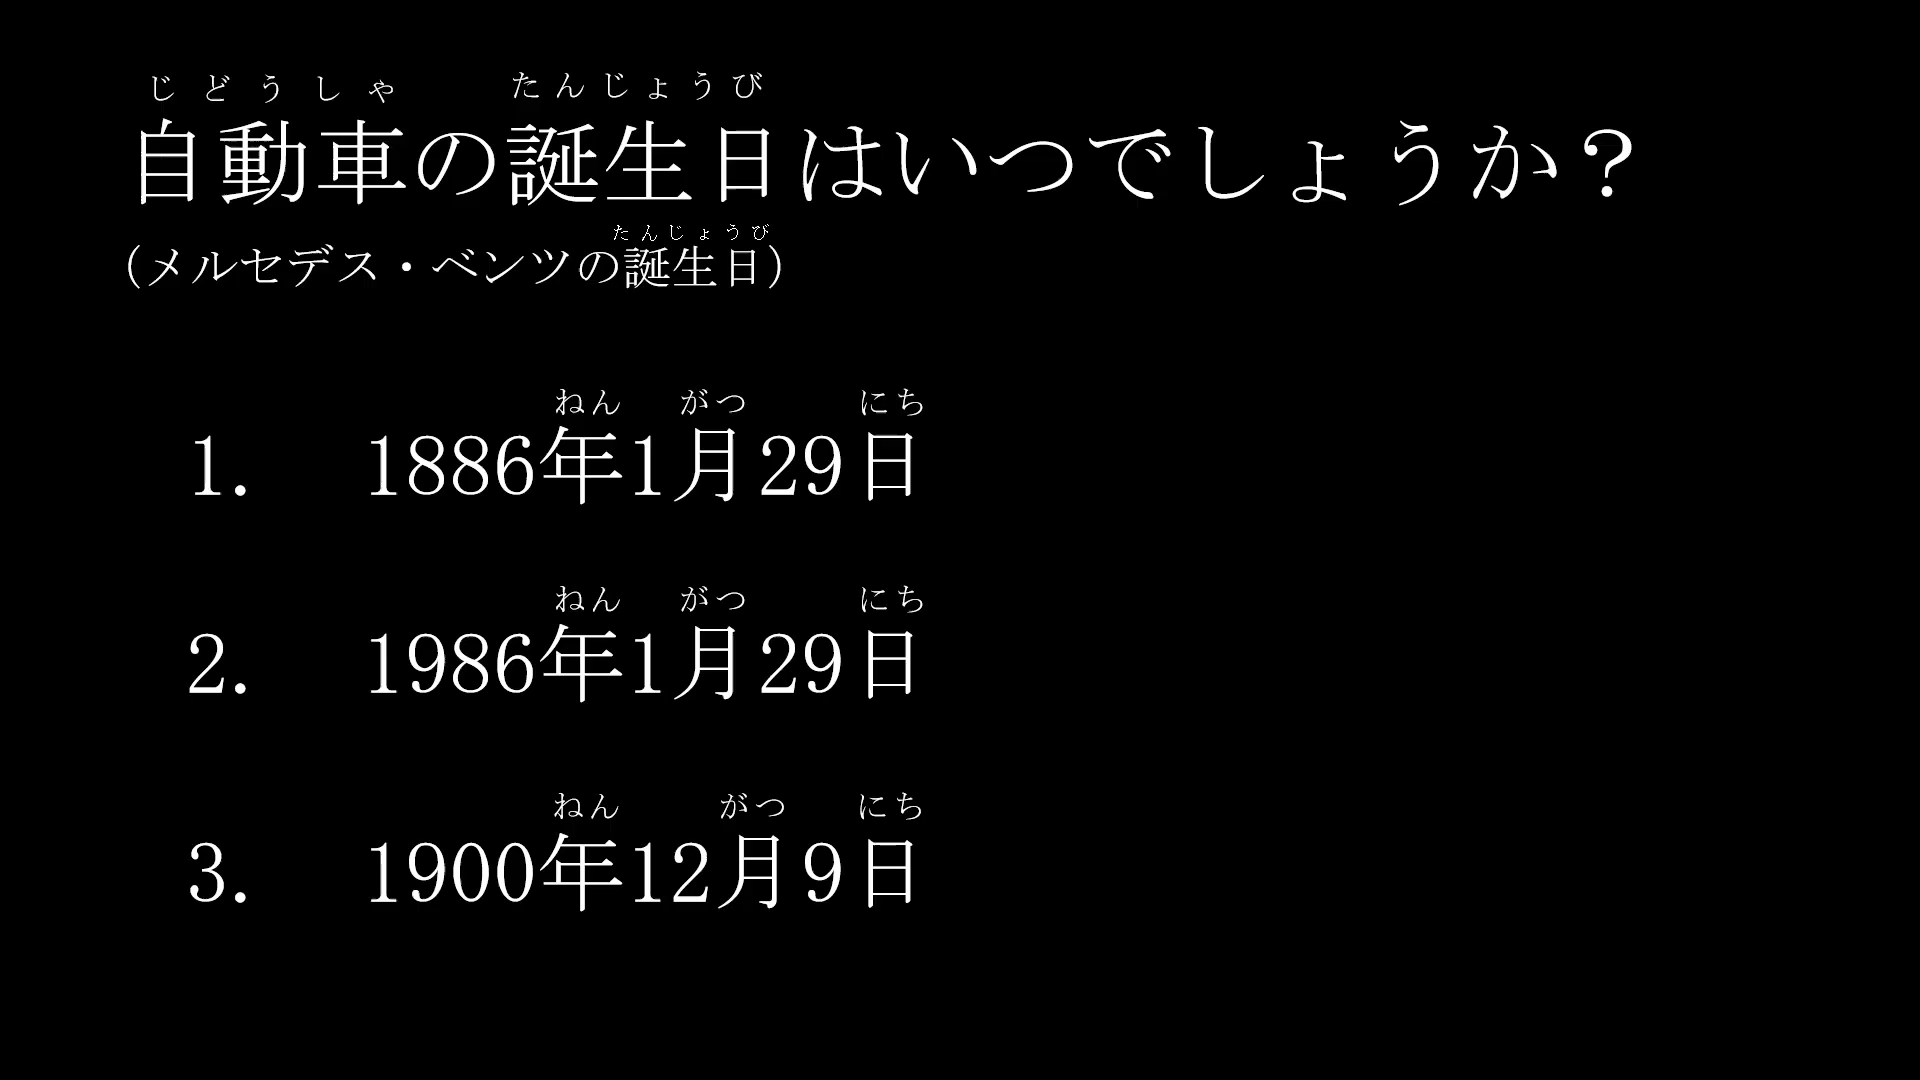 じどうしゃ たんじょうび
自動車の誕生日はいつでしょうか？
たんじょうび
（メルセデス・ベンツの誕生日）
ねん がつ にち
1. 1886年1月29日
ねん がつ にち
2. 1986年1月29日
ねん がつ にち
3. 1900年12月9日